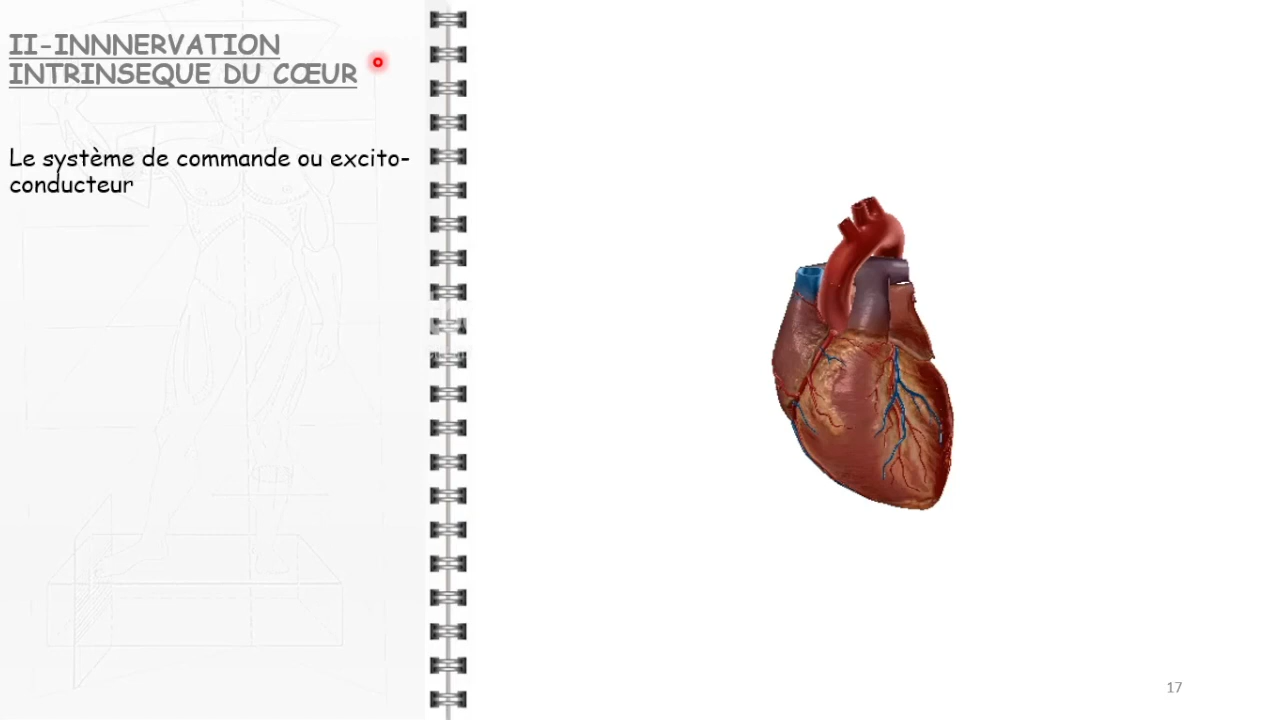 II-INNNERVATION
INTRINSEQUE DU CŒUR
Le système de commande ou excito-
conducteur
17